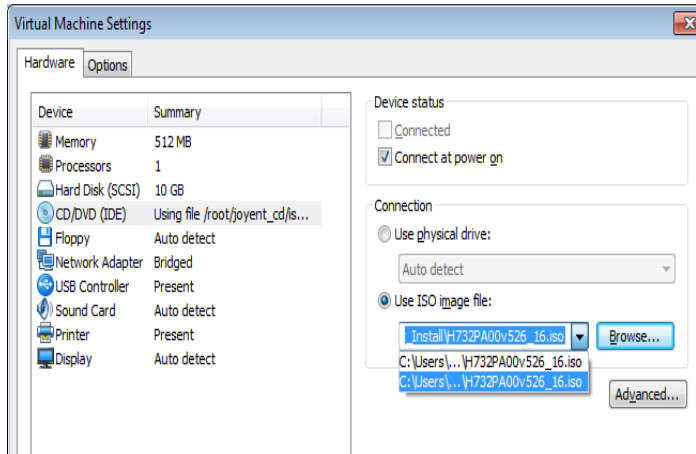 Virtual Machine Settings
Hardware Options
Device Summary
Memory 512 MB
Processors 1
Hard Disk (SCSI) 10 GB
CD/DVD (IDE) Using file /root/joyent_cd/is...
Floppy Auto detect
Network Adapter Bridged
USB Controller Present
Sound Card Auto detect
Printer Present
Display Auto detect
Device status
Connected
Connect at power on
Connection
Use physical drive:
Auto detect
Use ISO image file:
Install\H732PA00v526_16.iso Browse...
C:\Users\...\H732PA00v526_16.iso
C:\Users\...\H732PA00v526_16.iso
Advanced...